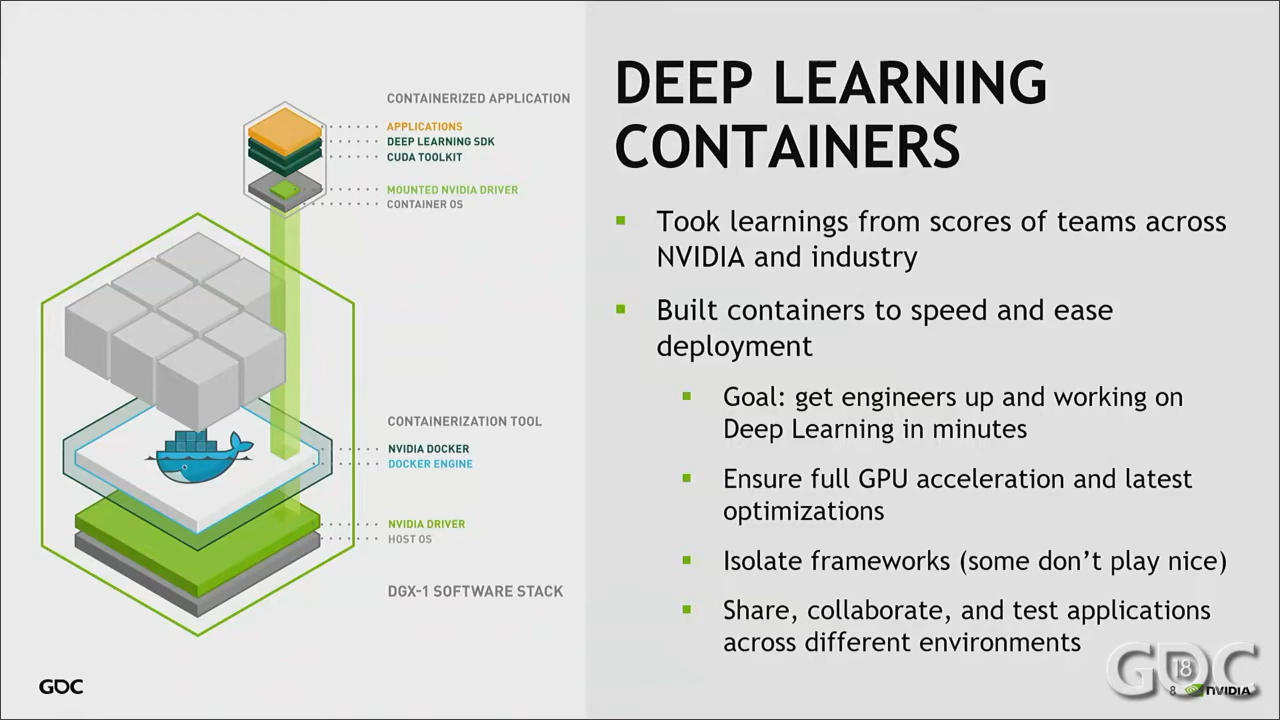 CONTAINERIZED APPLICATION
APPLICATIONS
DEEP LEARNING SDK
CUDA TOOLKIT
MOUNTED NVIDIA DRIVER
CONTAINER OS
CONTAINERIZATION TOOL
NVIDIA DOCKER
DOCKER ENGINE
NVIDIA DRIVER
HOST OS
DGX-1 SOFTWARE STACK
GDC
DEEP LEARNING
CONTAINERS
Took learnings from scores of teams across
NVIDIA and industry
Built containers to speed and ease
deployment
Goal: get engineers up and working on
Deep Learning in minutes
Ensure full GPU acceleration and latest
optimizations
Isolate frameworks (some don’t play nice)
Share, collaborate, and test applications
across different environments
GDC
18
8
NVIDIA